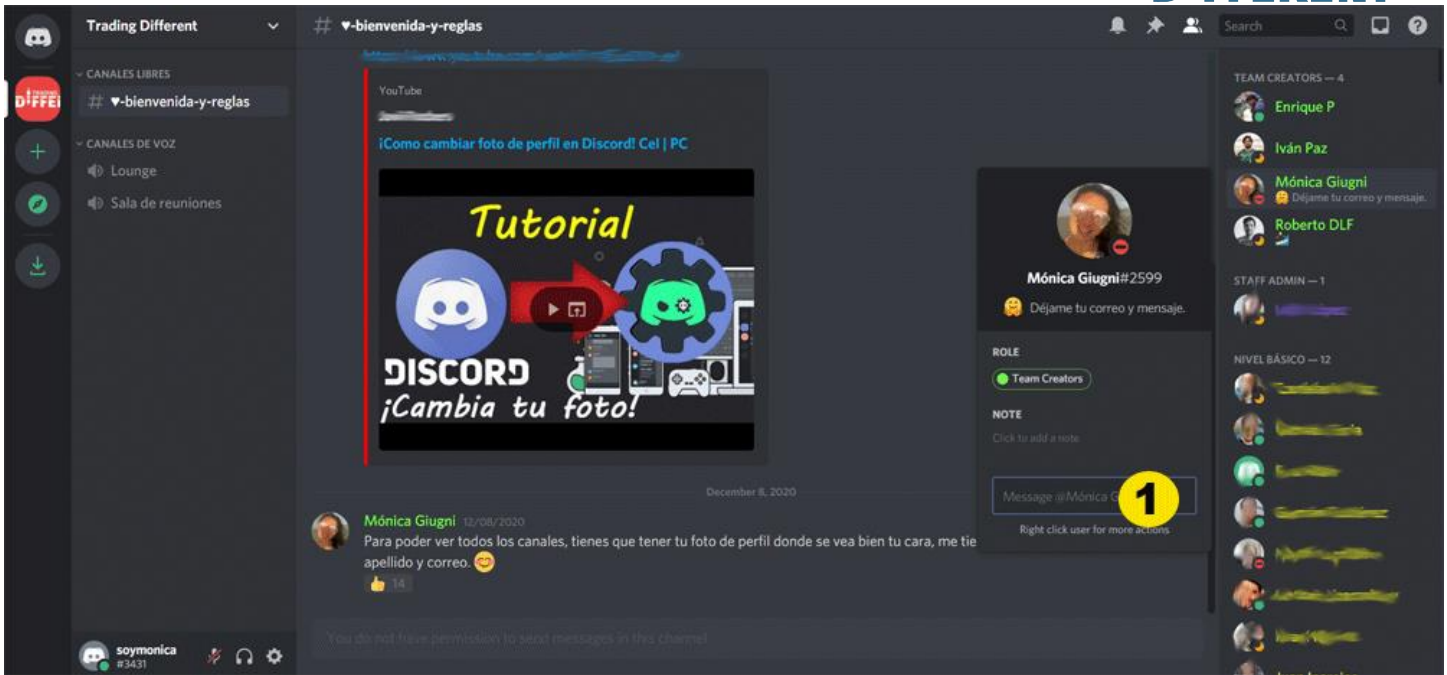 Trading Different
CANALES LIBRES
# ♥-bienvenida-y-reglas
CANALES DE VOZ
Lounge
Sala de reuniones
soymonica
#3431
# ♥-bienvenida-y-reglas
Search
YouTube
¡Como cambiar foto de perfil en Discord! Cel | PC
Tutorial
DISCORD
¡Cambia tu foto!
December 8, 2020
Mónica Giugni 12/08/2020
Para poder ver todos los canales, tienes que tener tu foto de perfil donde se vea bien tu cara, me tie
apellido y correo. 😊
👍 14
You do not have permission to send messages in this channel
Mónica Giugni#2599
🤗 Déjame tu correo y mensaje.
ROLE
Team Creators
NOTE
Click to add a note
Message @Mónica G
1
Right click user for more actions
TEAM CREATORS — 4
Enrique P
Iván Paz
Mónica Giugni
🤗 Déjame tu correo y mensaje.
Roberto DLF
STAFF ADMIN — 1
NIVEL BÁSICO — 12